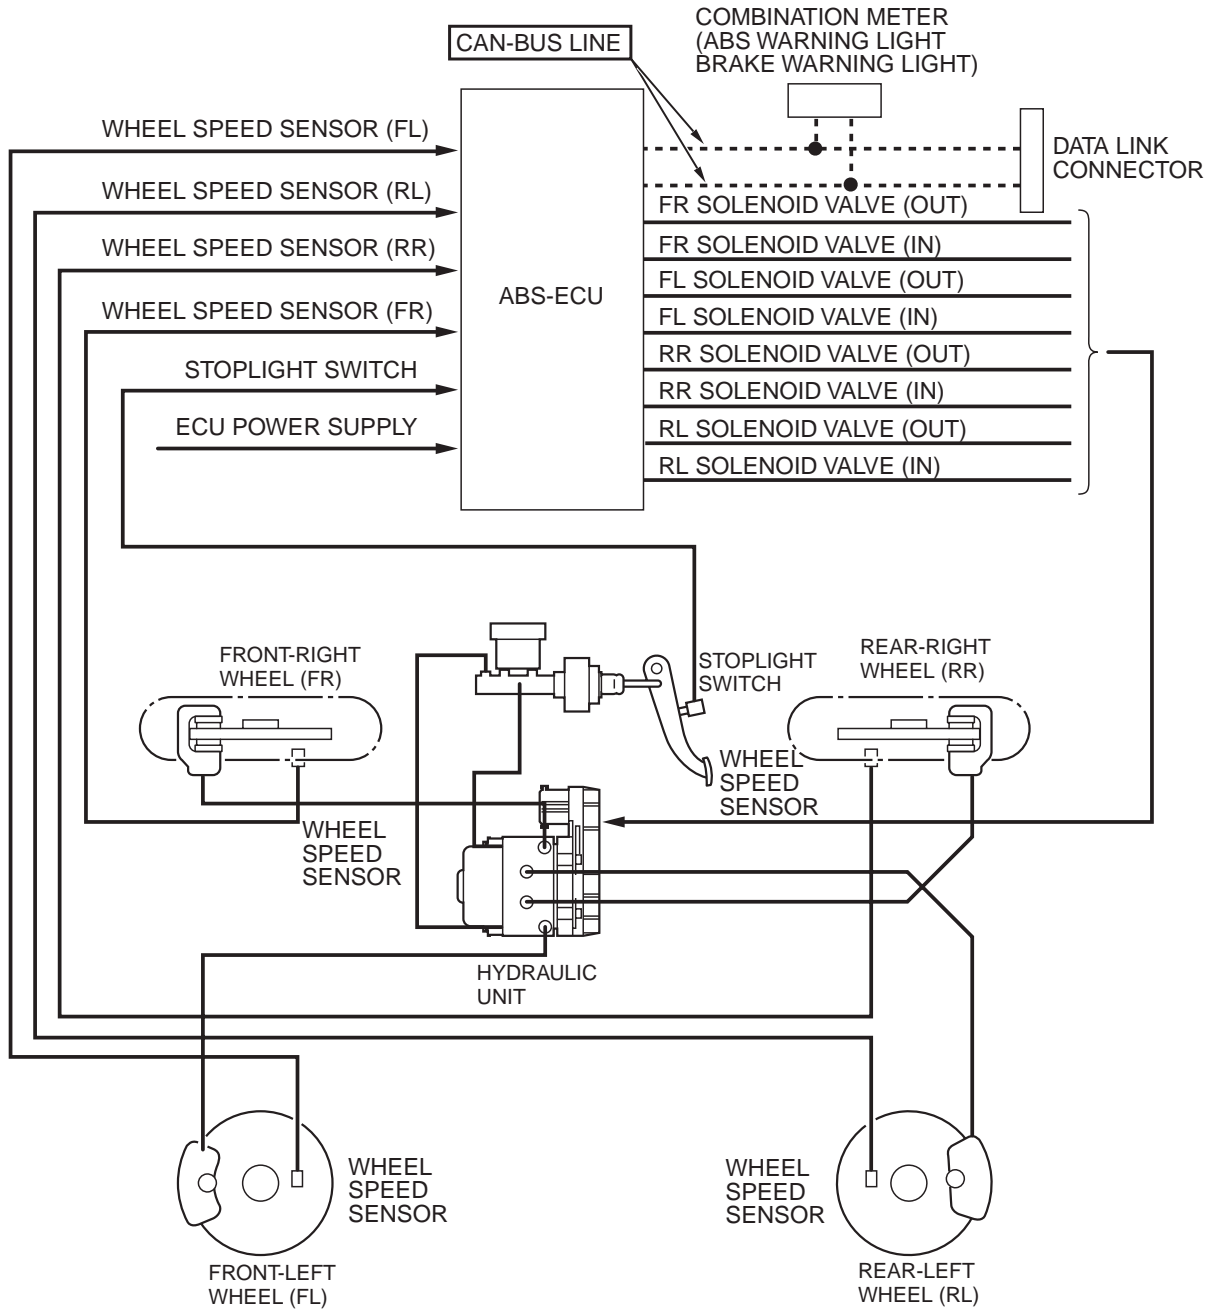 COMBINATION METER
(ABS WARNING LIGHT
BRAKE WARNING LIGHT)
CAN-BUS LINE
DATA LINK
CONNECTOR
WHEEL SPEED SENSOR (FL)
WHEEL SPEED SENSOR (RL)
WHEEL SPEED SENSOR (RR)
WHEEL SPEED SENSOR (FR)
STOPLIGHT SWITCH
ECU POWER SUPPLY
ABS-ECU
FR SOLENOID VALVE (OUT)
FR SOLENOID VALVE (IN)
FL SOLENOID VALVE (OUT)
FL SOLENOID VALVE (IN)
RR SOLENOID VALVE (OUT)
RR SOLENOID VALVE (IN)
RL SOLENOID VALVE (OUT)
RL SOLENOID VALVE (IN)
FRONT-RIGHT
WHEEL (FR)
STOPLIGHT
SWITCH
REAR-RIGHT
WHEEL (RR)
WHEEL
SPEED
SENSOR
WHEEL
SPEED
SENSOR
HYDRAULIC
UNIT
WHEEL
SPEED
SENSOR
WHEEL
SPEED
SENSOR
FRONT-LEFT
WHEEL (FL)
REAR-LEFT
WHEEL (RL)